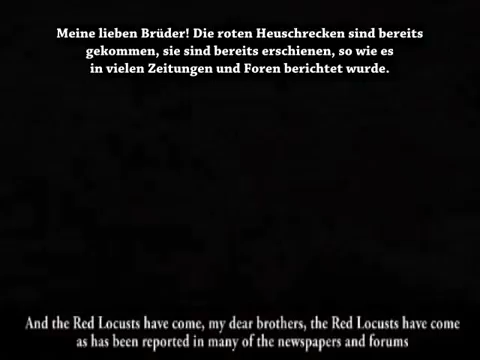 Meine lieben Brüder! Die roten Heuschrecken sind bereits
gekommen, sie sind bereits erschienen, so wie es
in vielen Zeitungen und Foren berichtet wurde.
And the Red Locusts have come, my dear brothers, the Red Locusts have come
as has been reported in many of the newspapers and forums